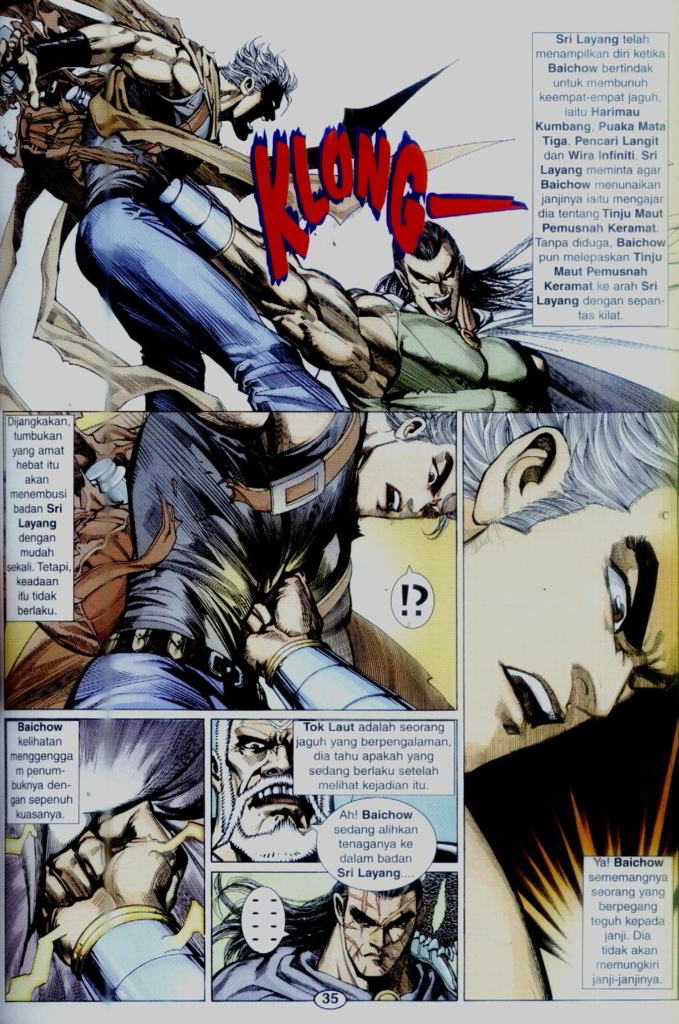 Sri Layang telah
menampilkan diri ketika
Baichow bertindak
untuk membunuh
keempat-empat jaguh,
iaitu Harimau
Kumbang, Puaka Mata
Tiga, Pencari Langit
dan Wira Infiniti. Sri
Layang meminta agar
Baichow menunaikan
janjinya iaitu mengajar
dia tentang Tinju Maut
Pemusnah Keramat.
Tanpa diduga, Baichow
pun melepaskan Tinju
Maut Pemusnah
Keramat ke arah Sri
Layang dengan sepan-
tas kilat.
KLONG
Dijangkakan,
tumbukan
yang amat
hebat itu
akan
menembusi
badan Sri
Layang
dengan
mudah
sekali. Tetapi,
keadaan
itu tidak
berlaku.
!?
Baichow
kelihatan
menggengga
m penum-
buknya den-
gan sepenuh
kuasanya.
Tok Laut adalah seorang
jaguh yang berpengalaman,
dia tahu apakah yang
sedang berlaku setelah
melihat kejadian itu.
Ah! Baichow
sedang alihkan
tenaganya ke
dalam badan
Sri Layang....
Ya! Baichow
sememangnya
seorang yang
berpegang
teguh kepada
janji. Dia
tidak akan
memungkiri
janji-janjinya.
35